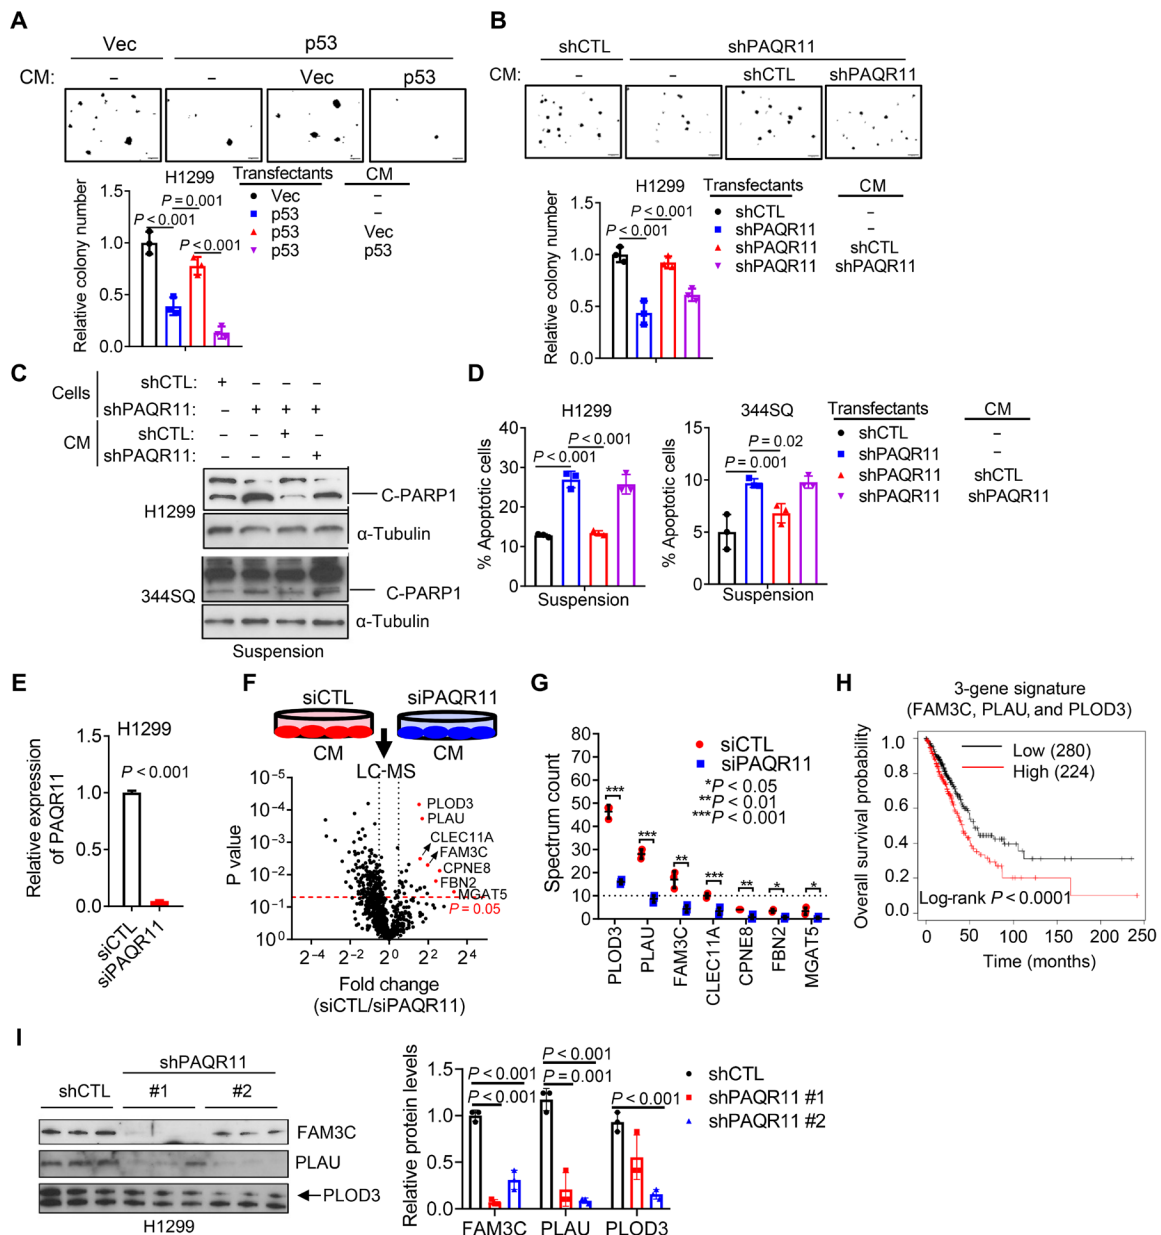 A
Vec p53
CM: – – Vec p53
H1299
Transfectants CM
Relative colony number
1.5
1.0
0.5
0.0
P = 0.001
P < 0.001
P < 0.001
Vec –
p53 –
p53 Vec
p53 p53
B
shCTL shPAQR11
CM: – – shCTL shPAQR11
H1299
Transfectants CM
Relative colony number
1.5
1.0
0.5
0.0
P < 0.001
P < 0.001
shCTL –
shPAQR11 –
shPAQR11 shCTL
shPAQR11 shPAQR11
C
Cells
shCTL: + – – –
shPAQR11: – + + +
CM
shCTL: – – + –
shPAQR11: – – – +
H1299
C-PARP1
α-Tubulin
344SQ
C-PARP1
α-Tubulin
Suspension
D
H1299
% Apoptotic cells
40
30
20
10
0
P < 0.001
P < 0.001
Suspension
344SQ
% Apoptotic cells
15
10
5
0
P = 0.02
P = 0.001
Suspension
Transfectants CM
shCTL –
shPAQR11 –
shPAQR11 shCTL
shPAQR11 shPAQR11
E
H1299
Relative expression
of PAQR11
1.5
1.0
0.5
0.0
P < 0.001
siCTL
siPAQR11
F
siCTL siPAQR11
CM CM
LC-MS
P value
10-5
10-4
10-3
10-2
10-1
100
PLOD3
PLAU
CLEC11A
FAM3C
CPNE8
FBN2
MGAT5
P = 0.05
2-4 2-2 20 22 24
Fold change
(siCTL/siPAQR11)
G
Spectrum count
80
60
50
40
30
20
10
0
siCTL
siPAQR11
*P < 0.05
**P < 0.01
***P < 0.001
*** *** ** *** ** * *
PLOD3
PLAU
FAM3C
CLEC11A
CPNE8
FBN2
MGAT5
H
3-gene signature
(FAM3C, PLAU, and PLOD3)
Overall survival probability
1.0
0.8
0.6
0.4
0.2
0.0
Low (280)
High (224)
Log-rank P < 0.0001
0 50 100 150 200 250
Time (months)
I
shPAQR11
shCTL #1 #2
FAM3C
PLAU
PLOD3
H1299
Relative protein levels
1.5
1.0
0.5
0.0
P < 0.001
P < 0.001
P < 0.001
P = 0.001
P < 0.001
FAM3C PLAU PLOD3
shCTL
shPAQR11 #1
shPAQR11 #2